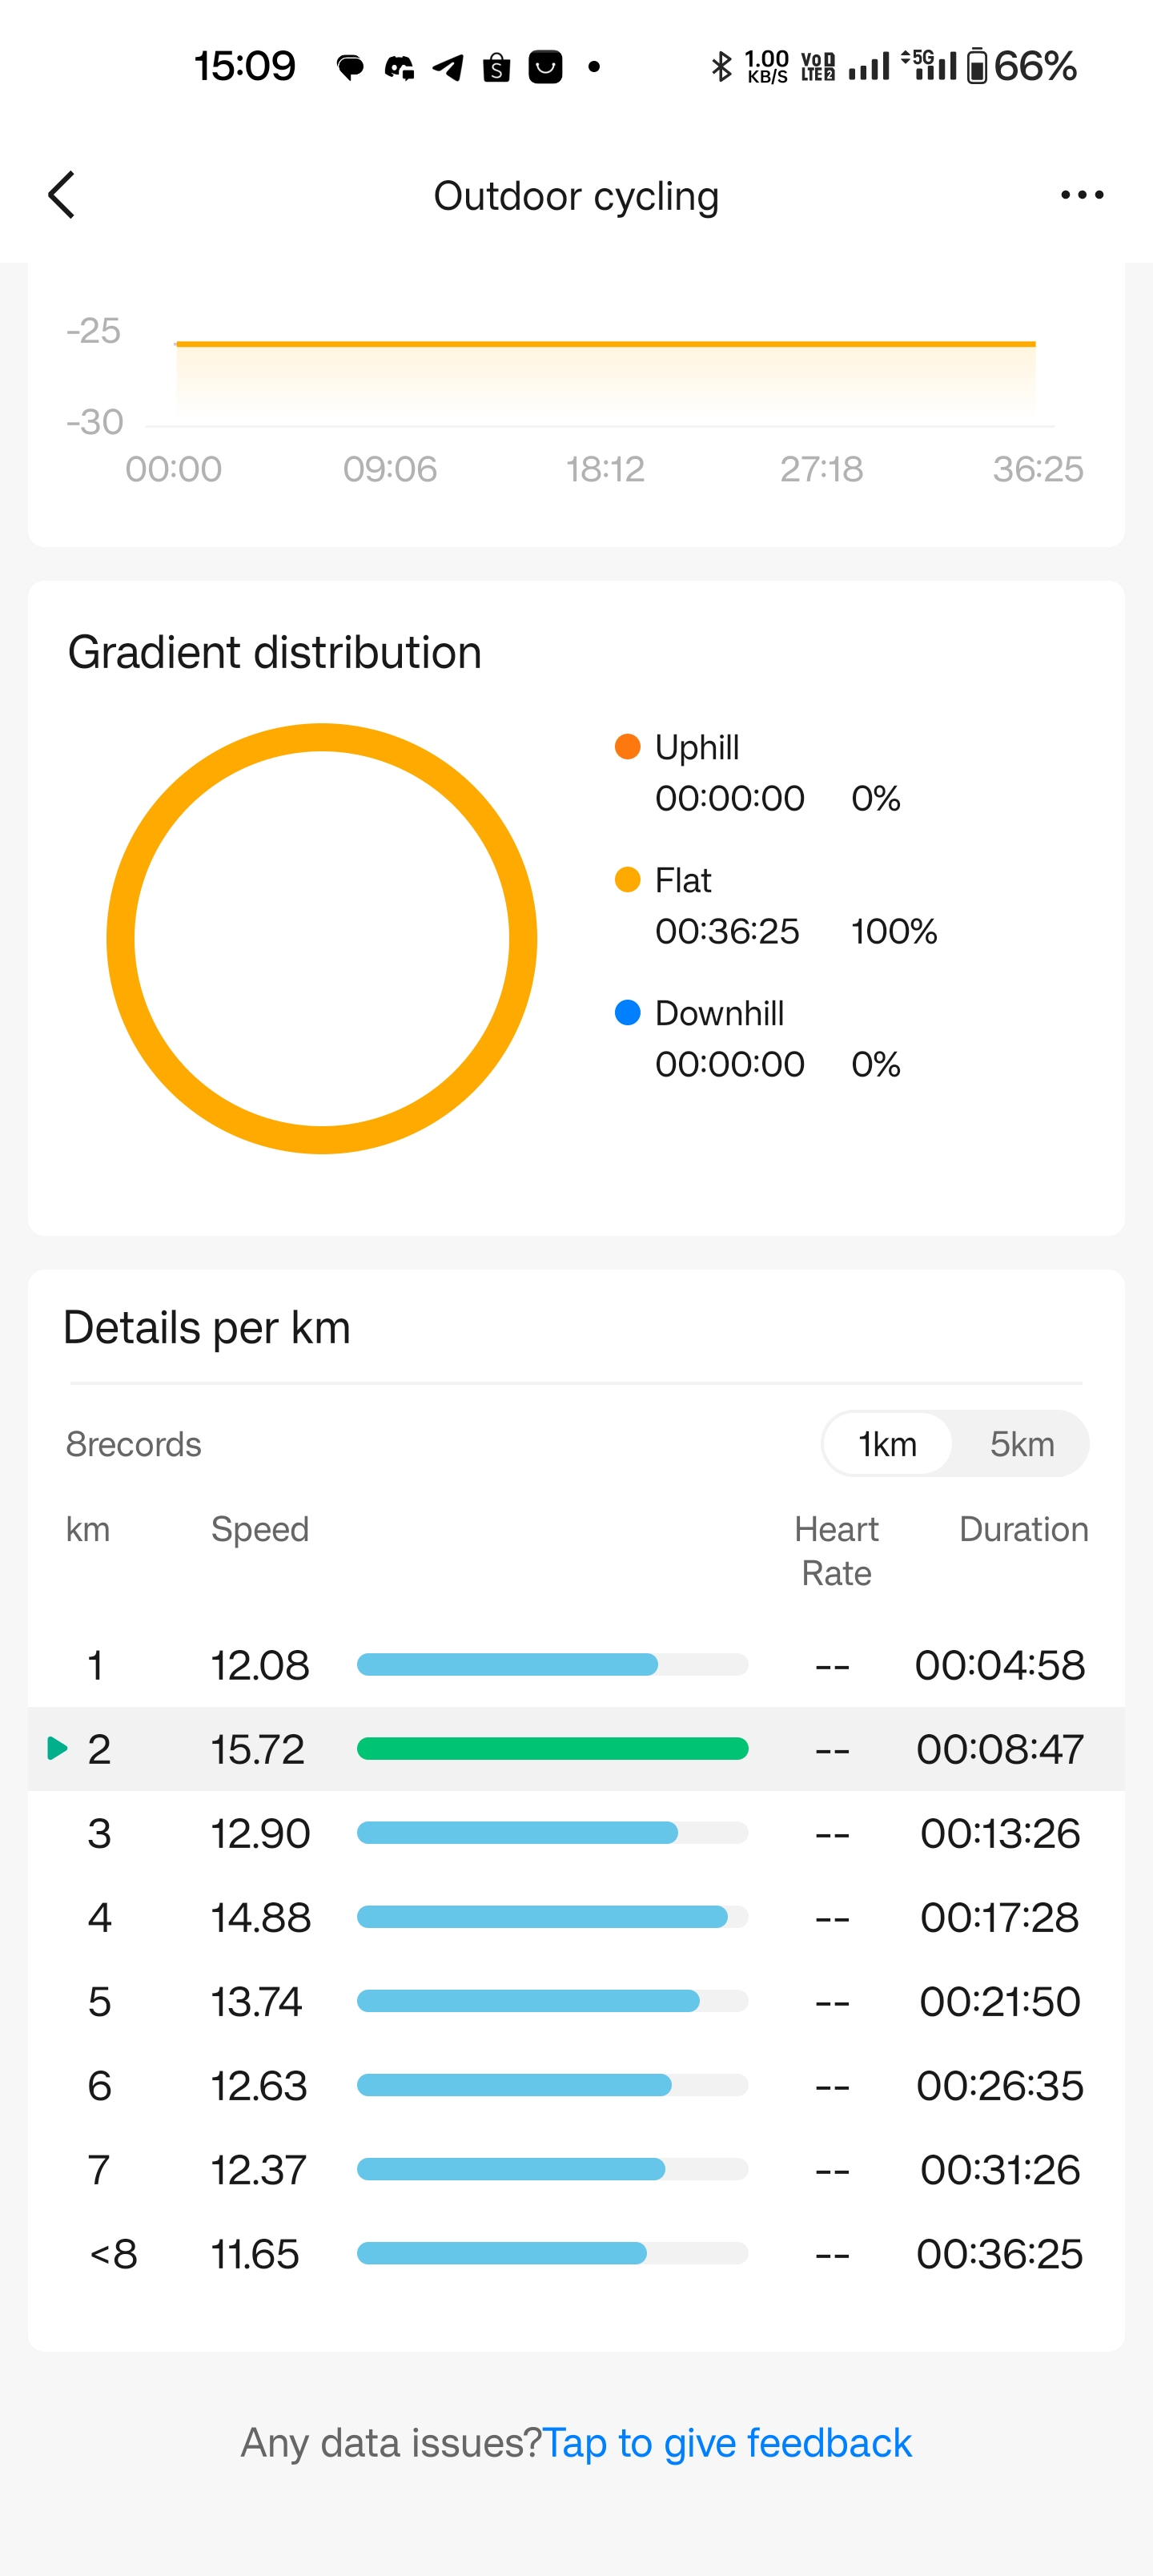 15:09 1.00 KB/S VoD LTE 2 5G 66%
Outdoor cycling
-25
-30
00:00 09:06 18:12 27:18 36:25
Gradient distribution
Uphill
00:00:00 0%
Flat
00:36:25 100%
Downhill
00:00:00 0%
Details per km
8records 1km 5km
km Speed Heart Rate Duration
1 12.08 -- 00:04:58
2 15.72 -- 00:08:47
3 12.90 -- 00:13:26
4 14.88 -- 00:17:28
5 13.74 -- 00:21:50
6 12.63 -- 00:26:35
7 12.37 -- 00:31:26
<8 11.65 -- 00:36:25
Any data issues?Tap to give feedback